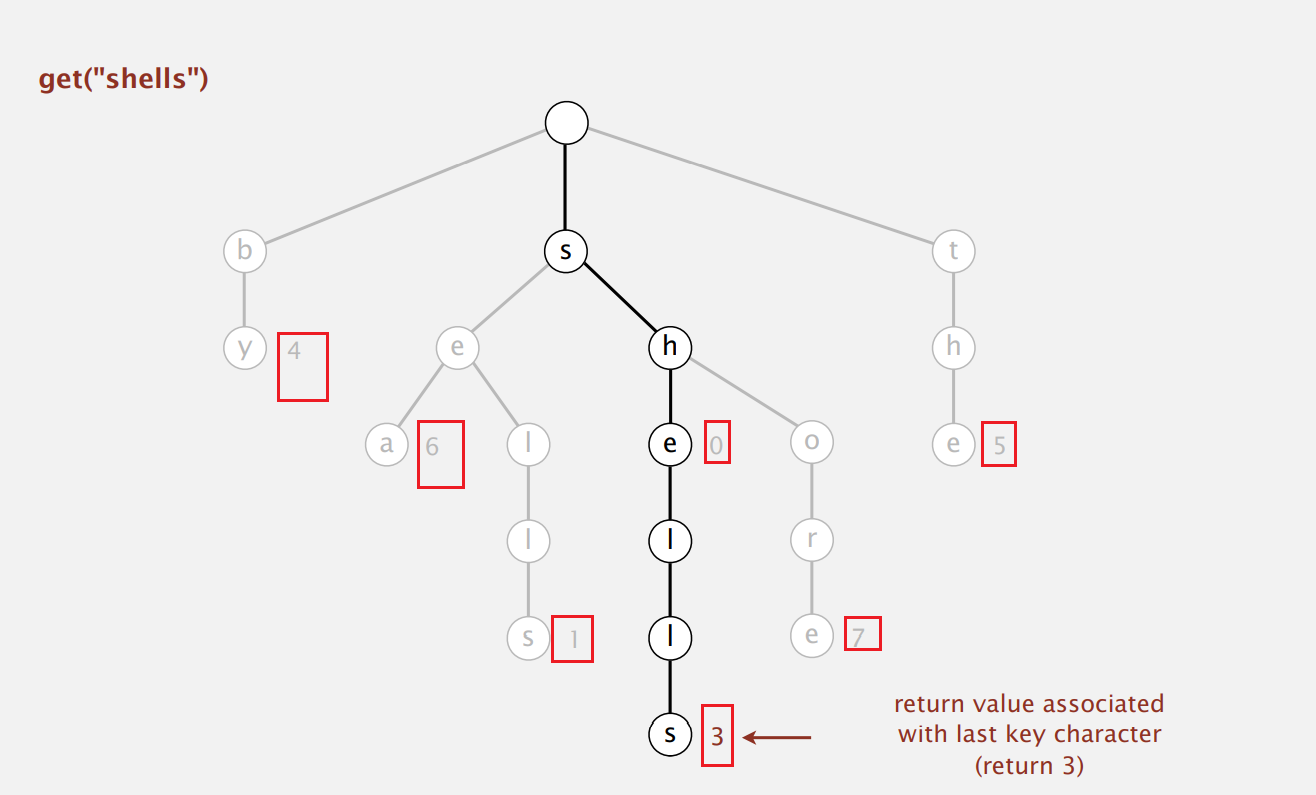 get("shells")
b s t
y 4 e h h
a 6 l e 0 o e 5
l l r
s 1 l e 7
s 3
return value associated
with last key character
(return 3)